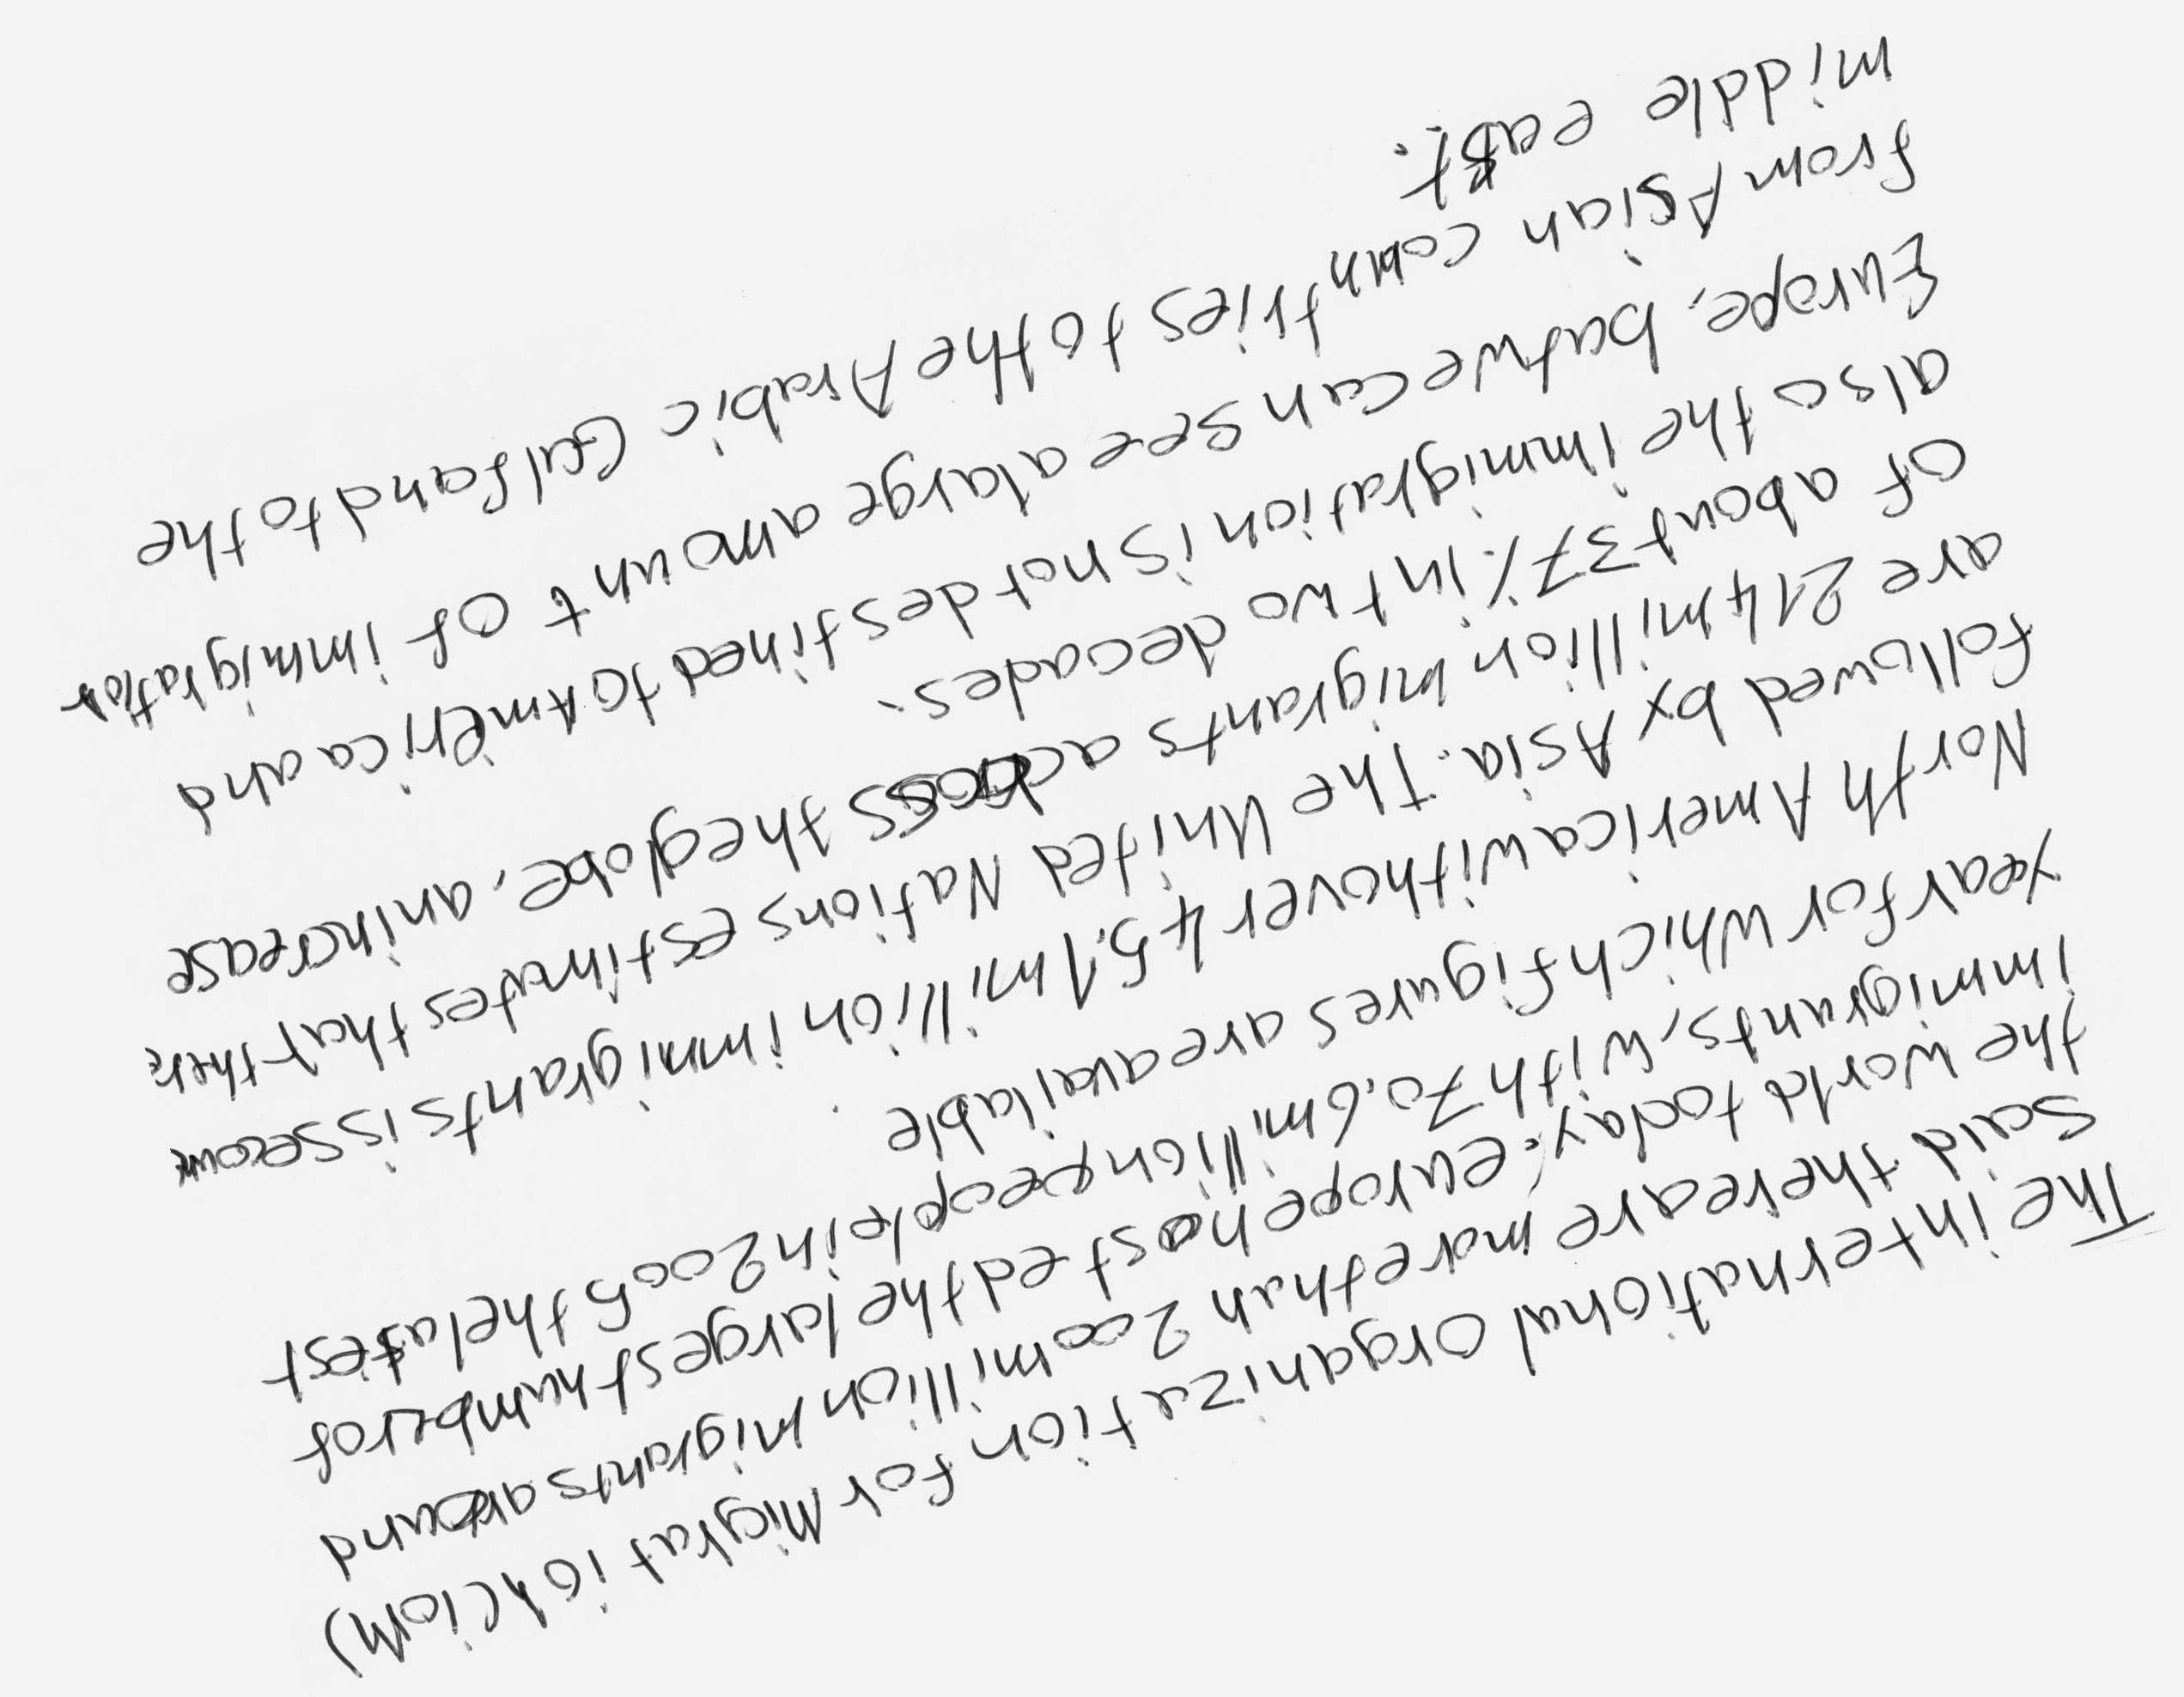 The international Organization for Migration (ioM)
said there are more than 200 million migrants around
the world today: europe hosted the largest number of
immigrants, with 70.6 million people in 2005 the latest
year for which figures are available.
North America with over 45.1 million immigrants is second
followed by Asia. The United Nations estimates that there
are 214 million migrants across the globe, an increase
of about 37% in two decades.
also the immigration is not destined to America and
Europe, but we can see a large amount of immigration
from Asian countries to the Arabic Gulf and to the
middle east.